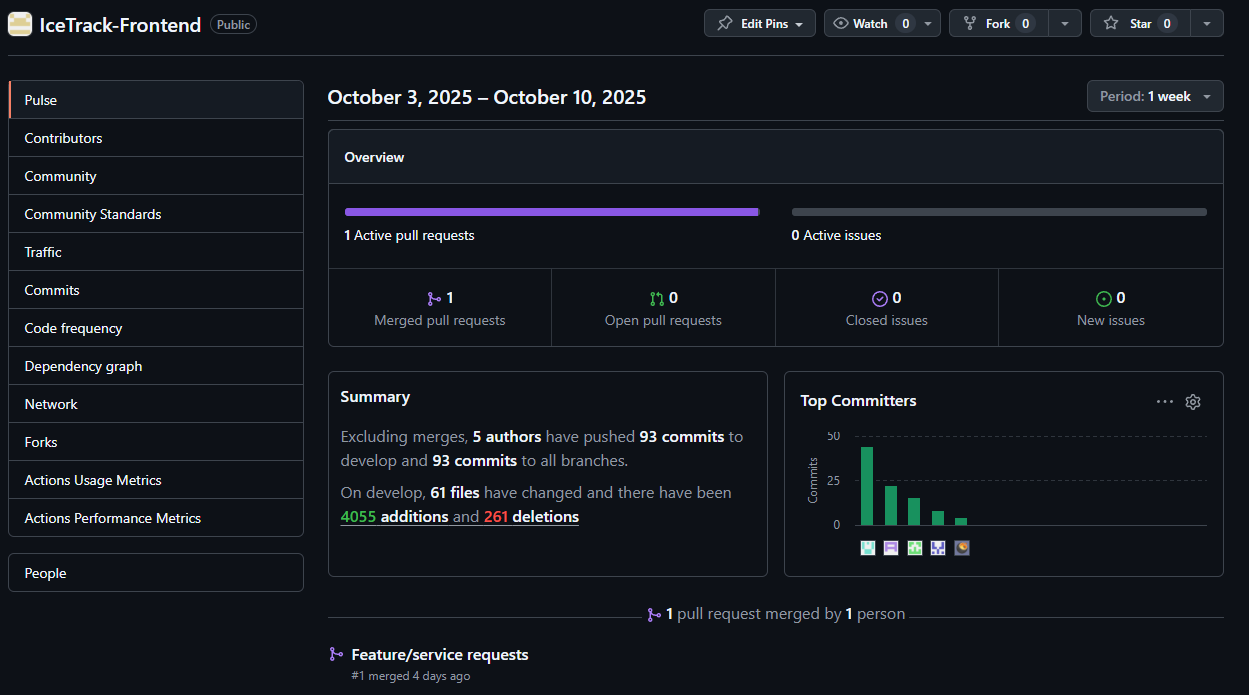 IceTrack-Frontend Public
Edit Pins Watch 0 Fork 0 Star 0
Pulse
Contributors
Community
Community Standards
Traffic
Commits
Code frequency
Dependency graph
Network
Forks
Actions Usage Metrics
Actions Performance Metrics
People
October 3, 2025 – October 10, 2025
Period: 1 week
Overview
1 Active pull requests
0 Active issues
1
Merged pull requests
0
Open pull requests
0
Closed issues
0
New issues
Summary
Excluding merges, 5 authors have pushed 93 commits to
develop and 93 commits to all branches.
On develop, 61 files have changed and there have been
4055 additions and 261 deletions
Top Committers
Commits
50
25
0
1 pull request merged by 1 person
Feature/service requests
#1 merged 4 days ago